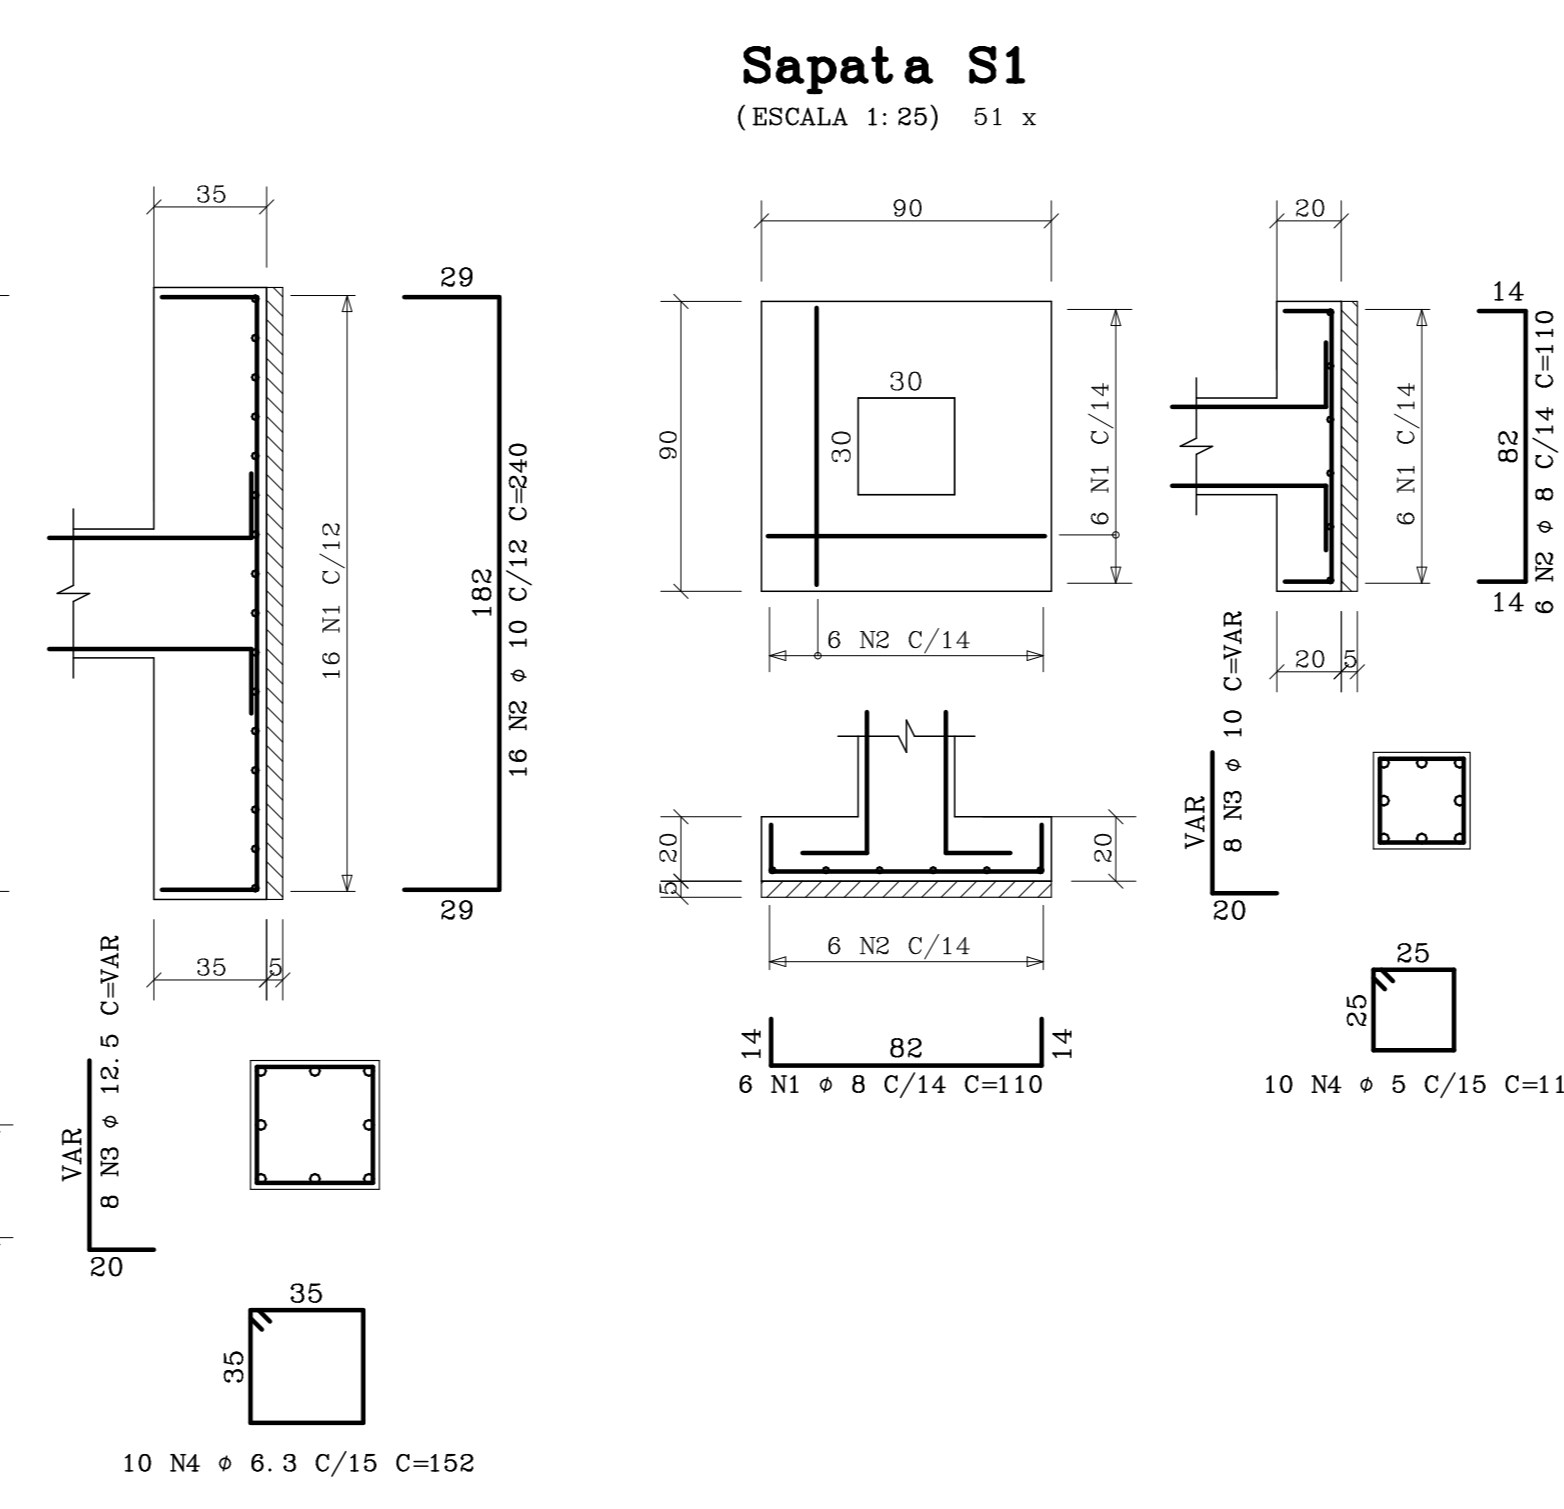 Sapata S1
(ESCALA 1:25) 51 x
35
29
16 N1 C/12
182
16 N2 φ 10 C/12 C=240
29
35
5
VAR
8 N3 φ 12.5 C=VAR
20
35
35
10 N4 φ 6.3 C/15 C=152
90
90
30
30
6 N1 C/14
6 N2 C/14
20
5
20
6 N2 C/14
14
82
14
6 N1 φ 8 C/14 C=110
20
6 N1 C/14
14
82
6 N2 φ 8 C/14 C=110
14
20
5
VAR
8 N3 φ 10 C=VAR
20
25
25
10 N4 φ 5 C/15 C=11